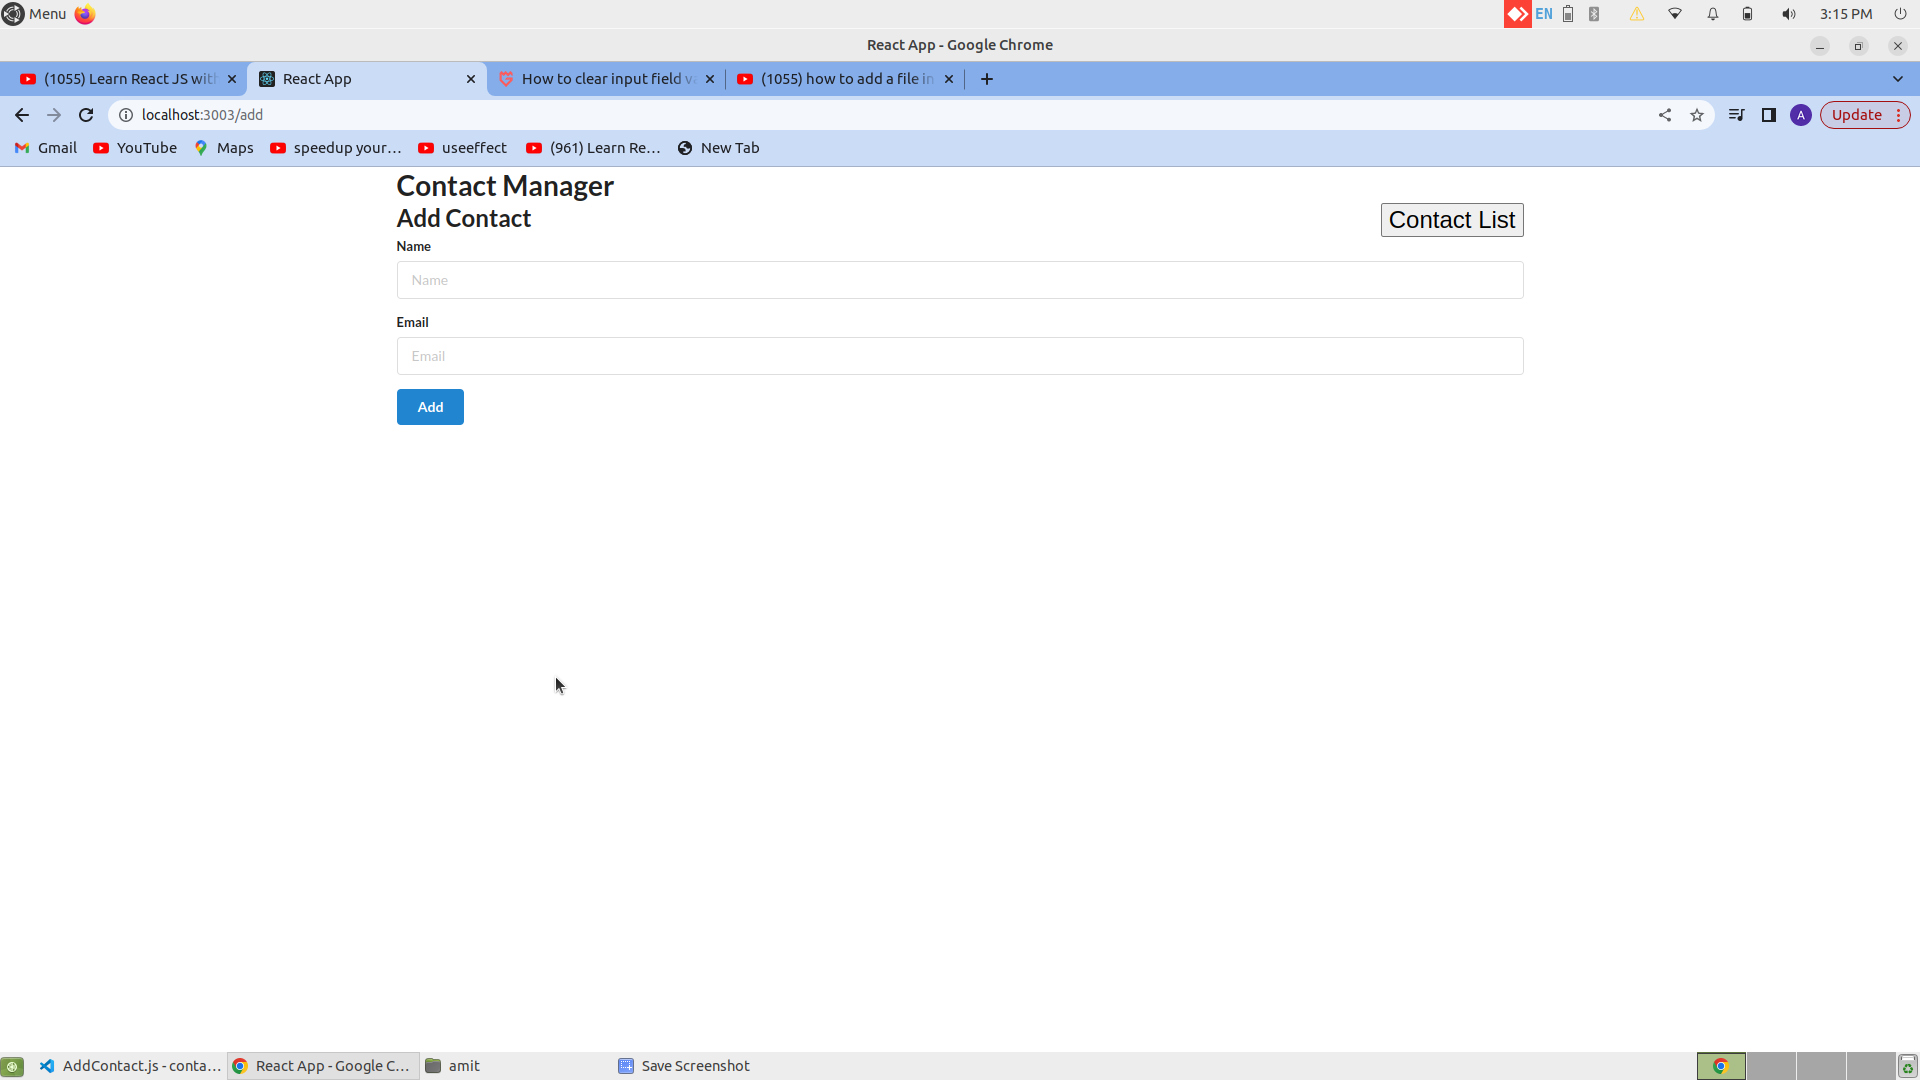 Menu
EN
3:15 PM
React App - Google Chrome
(1055) Learn React JS with
React App
How to clear input field va
(1055) how to add a file in
localhost:3003/add
A
Update
Gmail
YouTube
Maps
speedup your...
useeffect
(961) Learn Re...
New Tab
Contact Manager
Add Contact
Contact List
Name
Name
Email
Email
Add
AddContact.js - conta...
React App - Google C...
amit
Save Screenshot